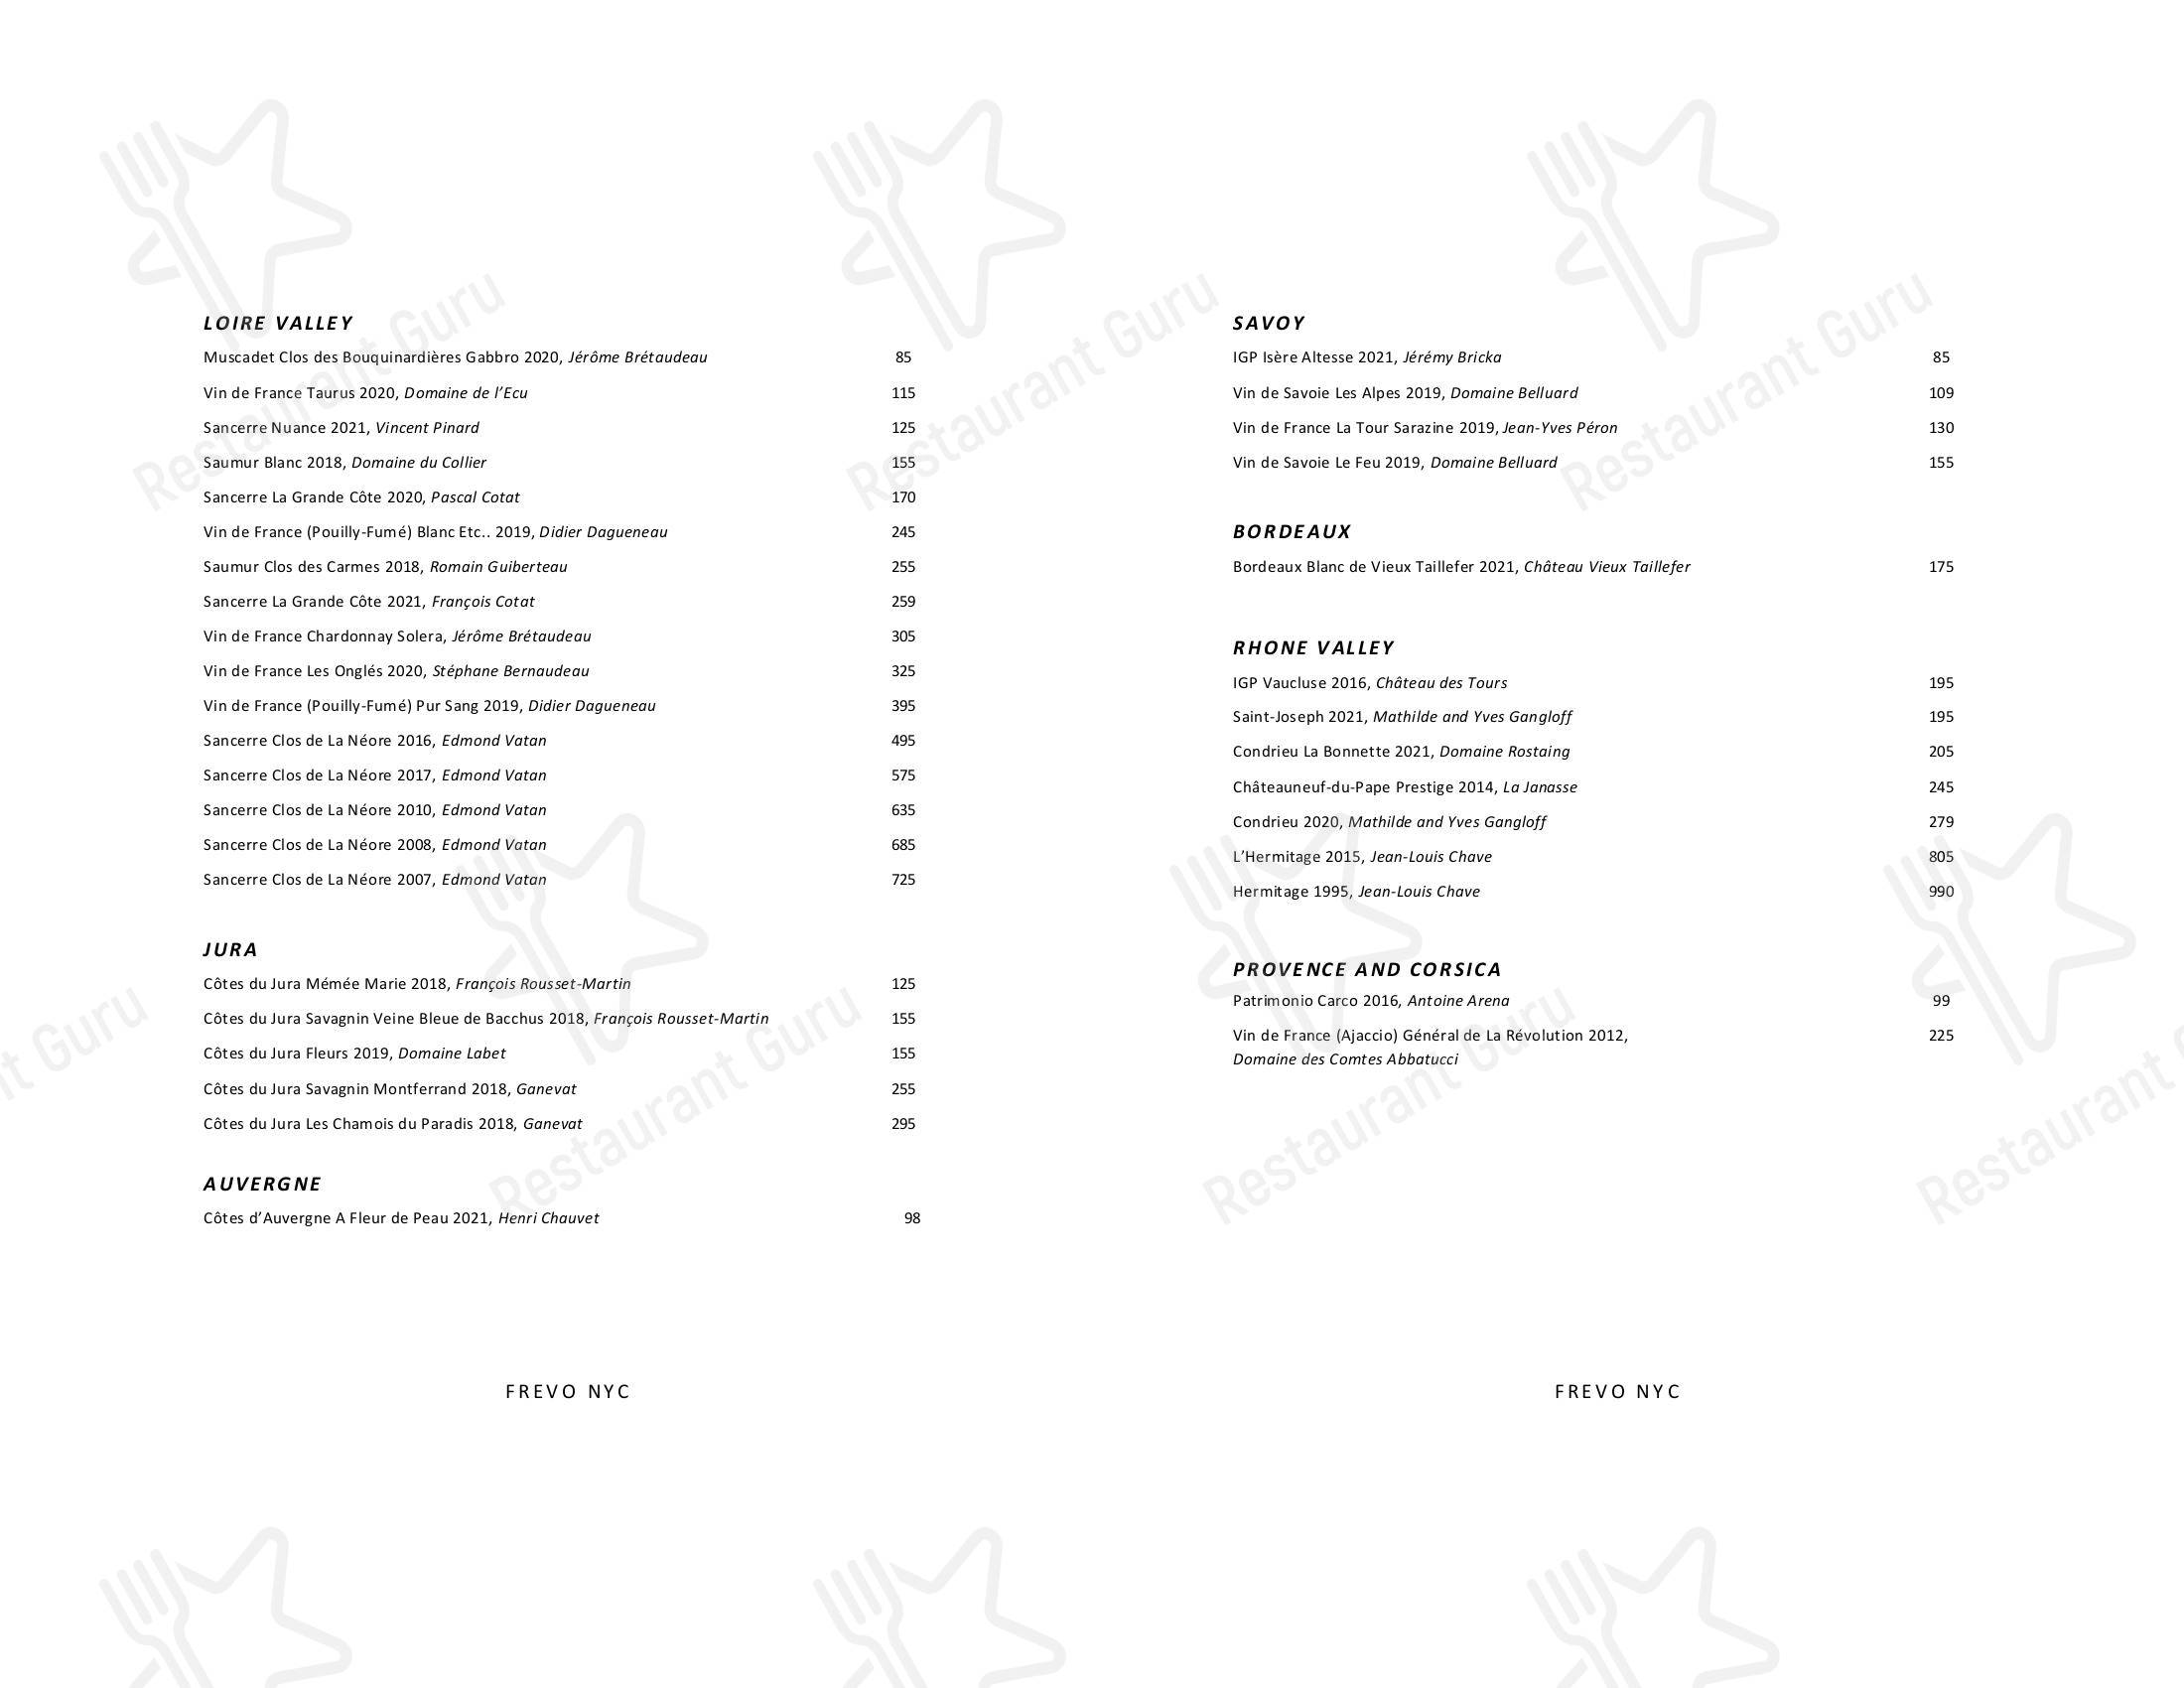 LOIRE VALLEY
Muscadet Clos des Bouquinardières Gabbro 2020, Jérôme Brétaudeau 85
Vin de France Taurus 2020, Domaine de l’Ecu 115
Sancerre Nuance 2021, Vincent Pinard 125
Saumur Blanc 2018, Domaine du Collier 155
Sancerre La Grande Côte 2020, Pascal Cotat 170
Vin de France (Pouilly-Fumé) Blanc Etc.. 2019, Didier Dagueneau 245
Saumur Clos des Carmes 2018, Romain Guiberteau 255
Sancerre La Grande Côte 2021, François Cotat 259
Vin de France Chardonnay Solera, Jérôme Brétaudeau 305
Vin de France Les Onglés 2020, Stéphane Bernaudeau 325
Vin de France (Pouilly-Fumé) Pur Sang 2019, Didier Dagueneau 395
Sancerre Clos de La Néore 2016, Edmond Vatan 495
Sancerre Clos de La Néore 2017, Edmond Vatan 575
Sancerre Clos de La Néore 2010, Edmond Vatan 635
Sancerre Clos de La Néore 2008, Edmond Vatan 685
Sancerre Clos de La Néore 2007, Edmond Vatan 725
JURA
Côtes du Jura Mémée Marie 2018, François Rousset-Martin 125
Côtes du Jura Savagnin Veine Bleue de Bacchus 2018, François Rousset-Martin 155
Côtes du Jura Fleurs 2019, Domaine Labet 155
Côtes du Jura Savagnin Montferrand 2018, Ganevat 255
Côtes du Jura Les Chamois du Paradis 2018, Ganevat 295
AUVERGNE
Côtes d’Auvergne A Fleur de Peau 2021, Henri Chauvet 98
FREVO NYC
SAVOY
IGP Isère Altesse 2021, Jérémy Bricka 85
Vin de Savoie Les Alpes 2019, Domaine Belluard 109
Vin de France La Tour Sarazine 2019, Jean-Yves Péron 130
Vin de Savoie Le Feu 2019, Domaine Belluard 155
BORDEAUX
Bordeaux Blanc de Vieux Taillefer 2021, Château Vieux Taillefer 175
RHONE VALLEY
IGP Vaucluse 2016, Château des Tours 195
Saint-Joseph 2021, Mathilde and Yves Gangloff 195
Condrieu La Bonnette 2021, Domaine Rostaing 205
Châteauneuf-du-Pape Prestige 2014, La Janasse 245
Condrieu 2020, Mathilde and Yves Gangloff 279
L’Hermitage 2015, Jean-Louis Chave 805
Hermitage 1995, Jean-Louis Chave 990
PROVENCE AND CORSICA
Patrimonio Carco 2016, Antoine Arena 99
Vin de France (Ajaccio) Général de La Révolution 2012, 225
Domaine des Comtes Abbatucci
FREVO NYC
Restaurant Guru
Restaurant Guru
Restaurant Guru
nt Guru
Restaurant Guru
Restaurant Guru
Restaurant G